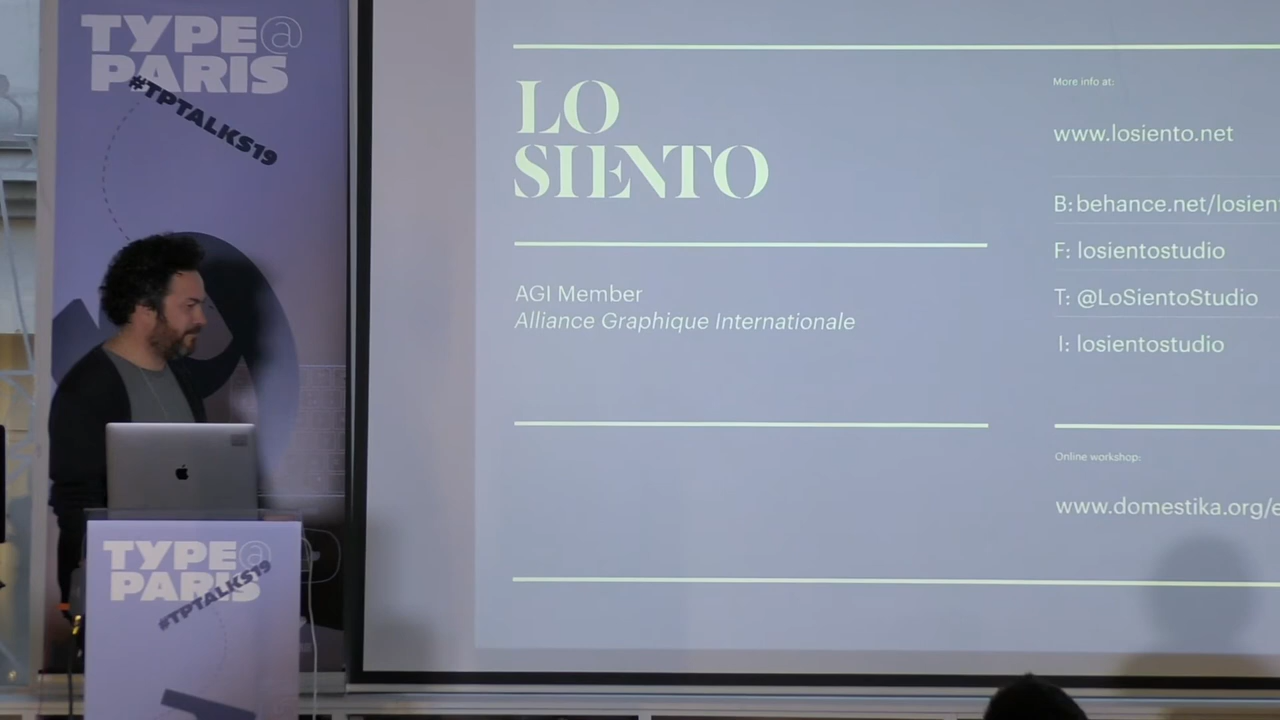 TYPE@
PARIS
#TPTALKS19
LO
SIENTO
AGI Member
Alliance Graphique Internationale
More info at:
www.losiento.net
B: behance.net/losient
F: losientostudio
T: @LoSientoStudio
I: losientostudio
Online workshop:
www.domestika.org/e
TYPE@
PARIS
#TPTALKS19